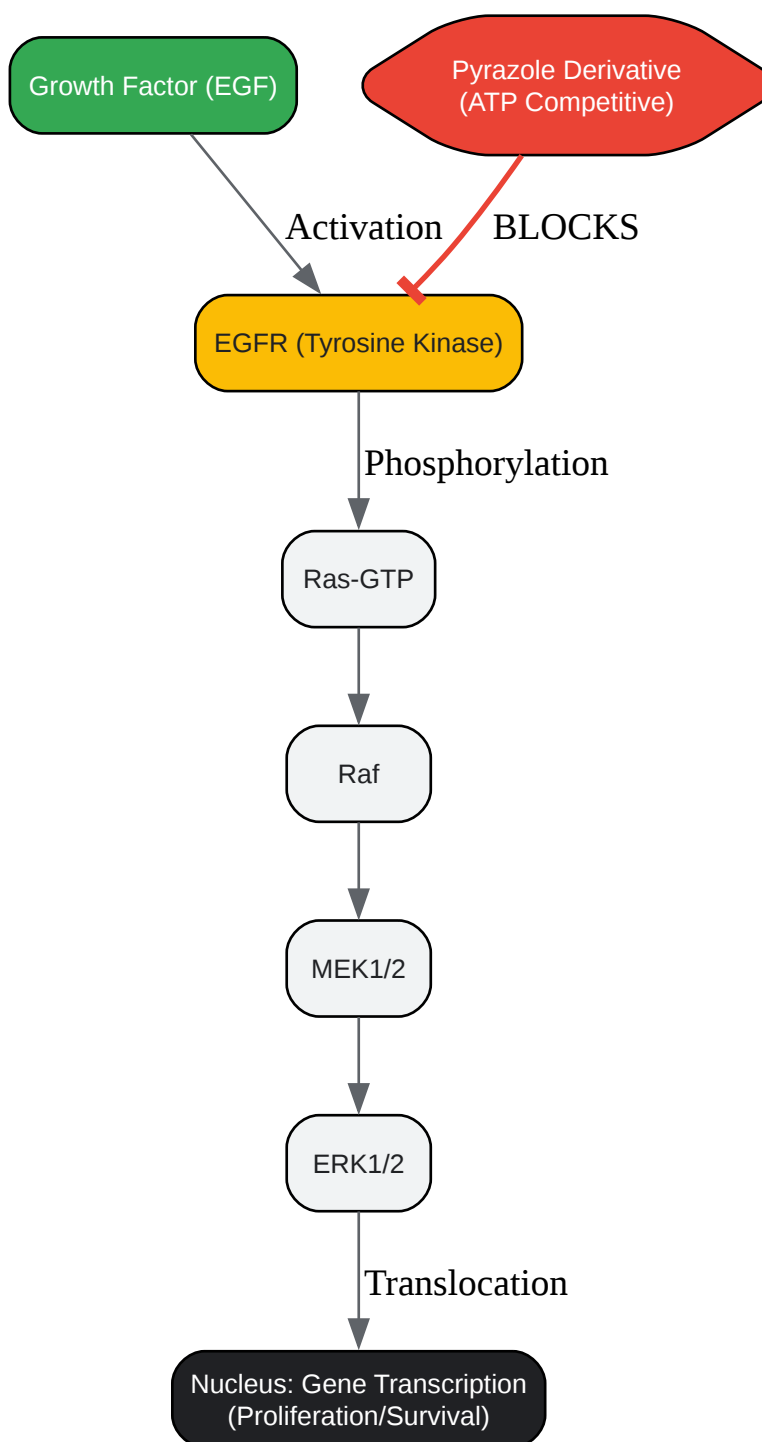 Growth Factor (EGF)
Pyrazole Derivative
(ATP Competitive)
Activation
BLOCKS
EGFR (Tyrosine Kinase)
Phosphorylation
Ras-GTP
Raf
MEK1/2
ERK1/2
Translocation
Nucleus: Gene Transcription
(Proliferation/Survival)